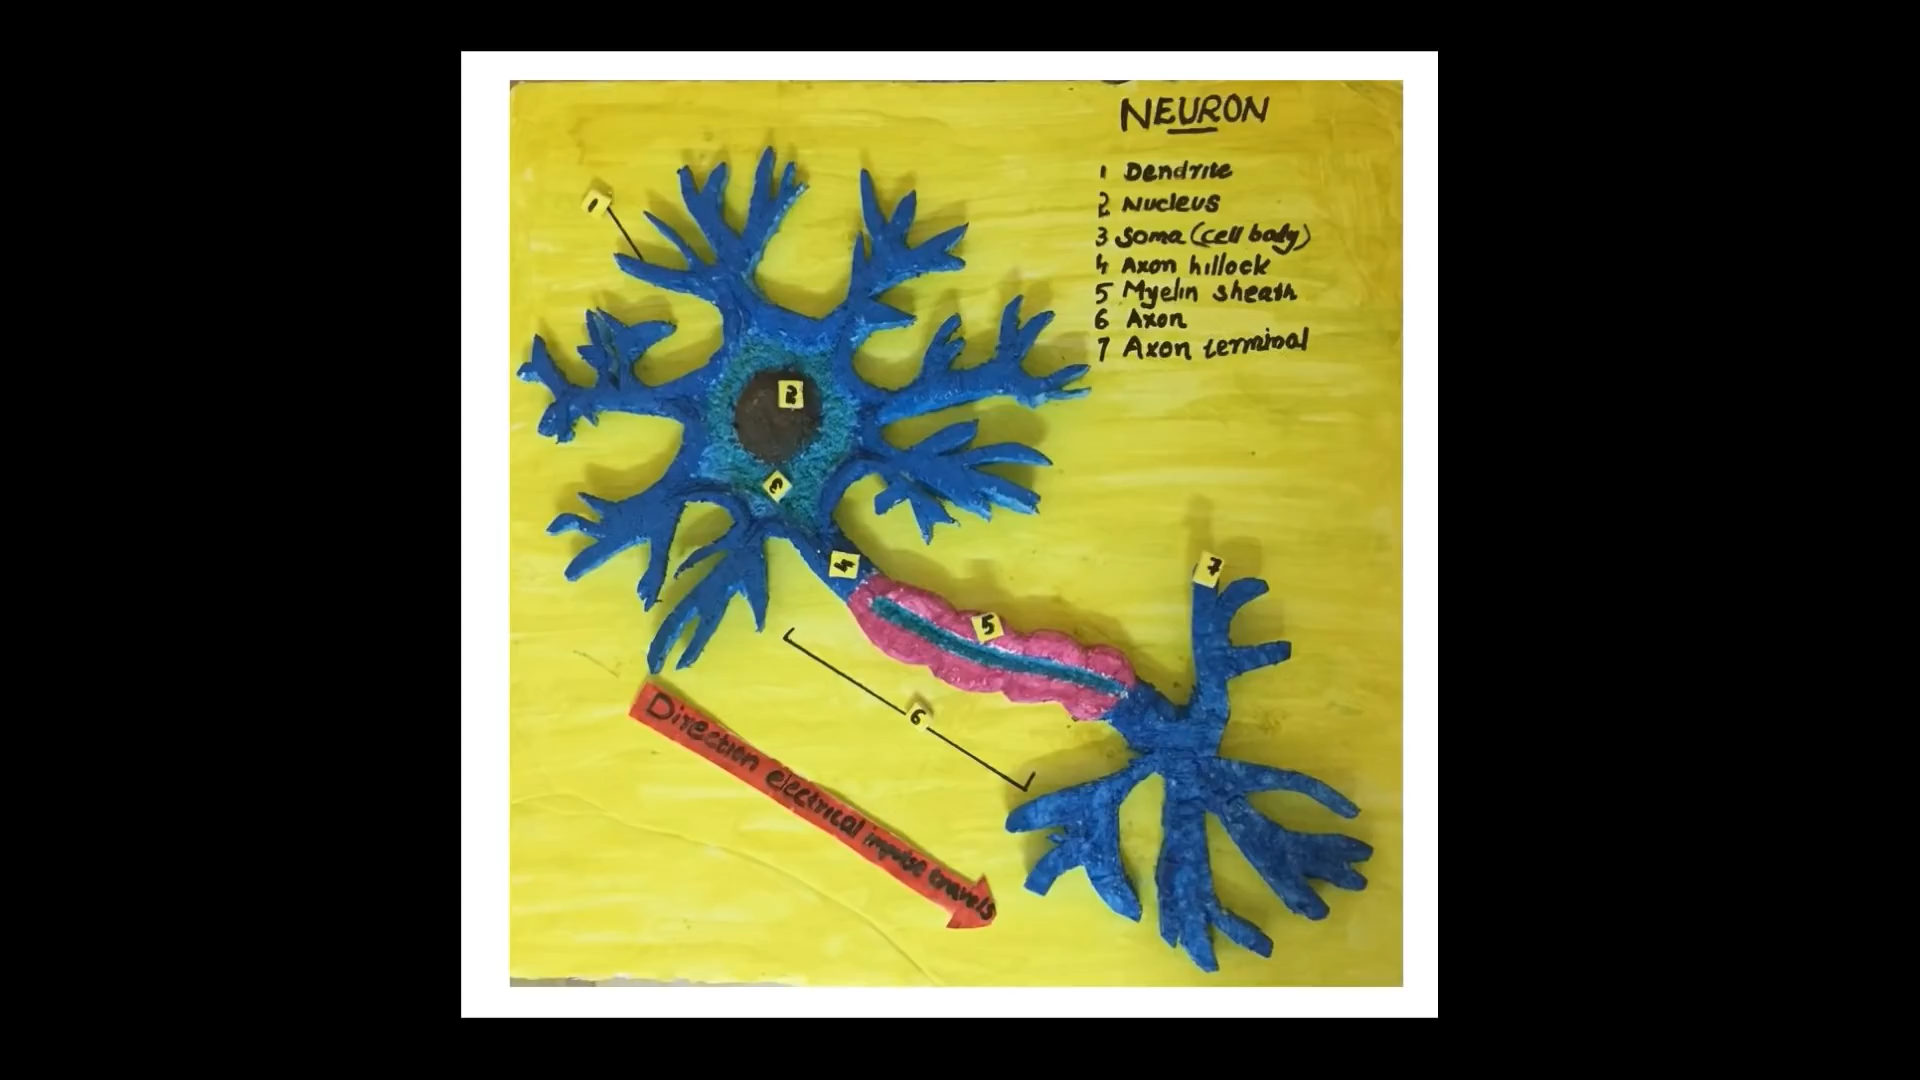 NEURON
1 Dendrite
2 Nucleus
3 Soma (cell body)
4 Axon hillock
5 Myelin sheath
6 Axon
7 Axon terminal
1
2
3
4
5
7
6
Direction electrical impulse travels